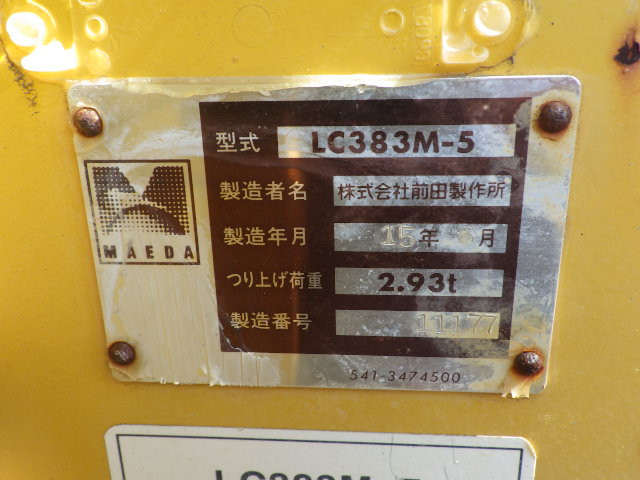 型式 LC383M-5
製造者名 株式会社前田製作所
製造年月 15年 6月
つり上げ荷重 2.93t
製造番号 11177
MAEDA
541-3474500